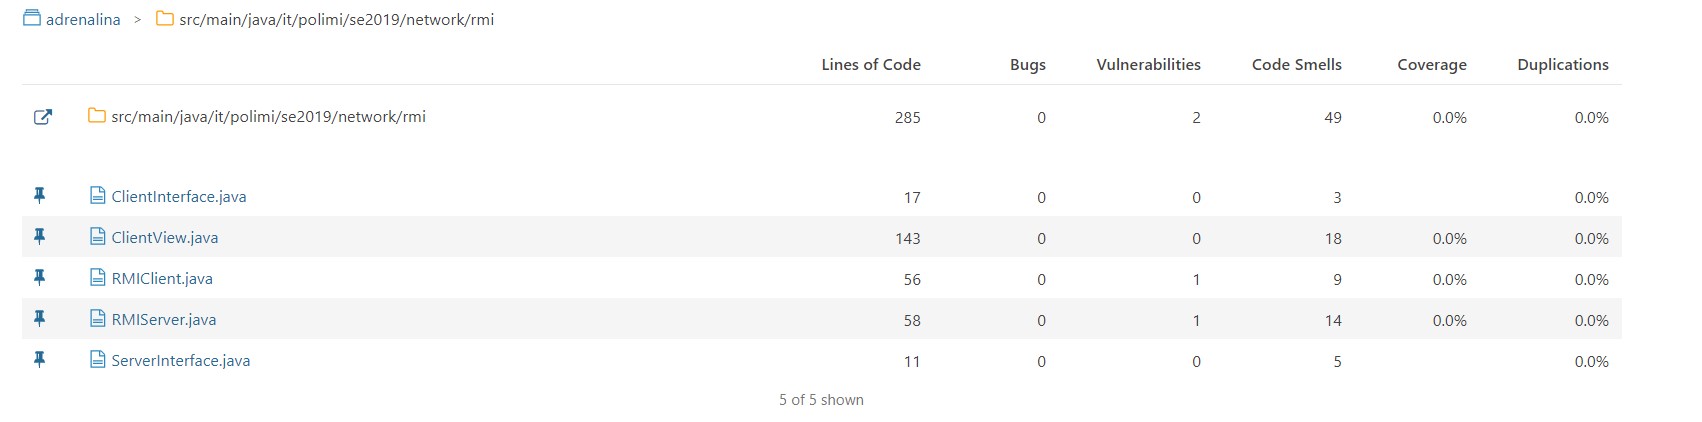 adrenalina > src/main/java/it/polimi/se2019/network/rmi
Lines of Code Bugs Vulnerabilities Code Smells Coverage Duplications
src/main/java/it/polimi/se2019/network/rmi 285 0 2 49 0.0% 0.0%
ClientInterface.java 17 0 0 3 0.0%
ClientView.java 143 0 0 18 0.0% 0.0%
RMIClient.java 56 0 1 9 0.0% 0.0%
RMIServer.java 58 0 1 14 0.0% 0.0%
ServerInterface.java 11 0 0 5 0.0%
5 of 5 shown